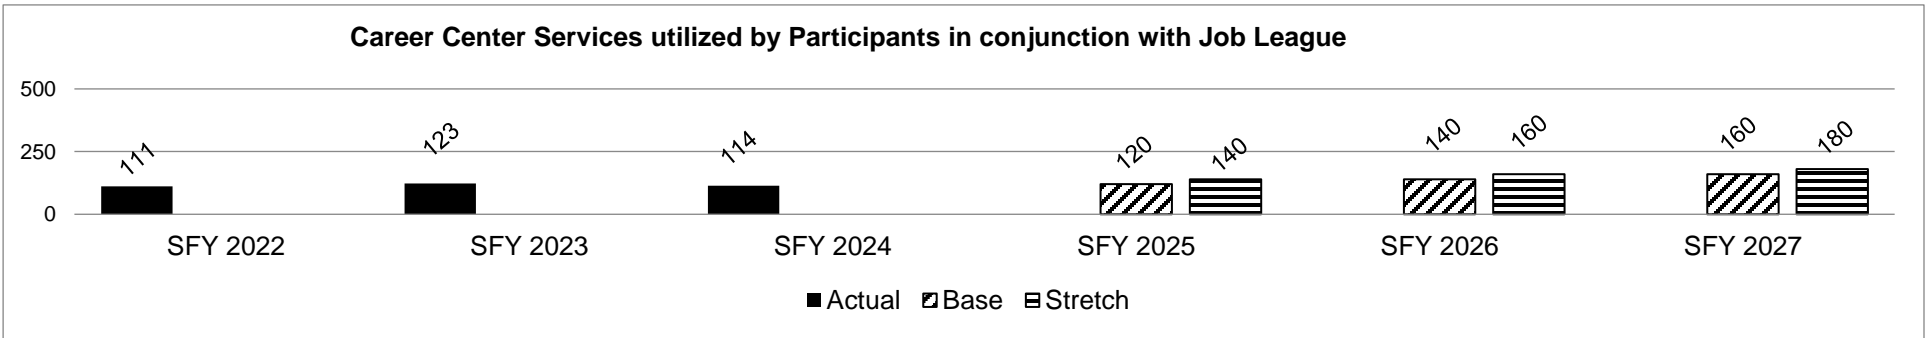 Career Center Services utilized by Participants in conjunction with Job League
500
250
0
111
123
114
120
140
140
160
160
180
SFY 2022
SFY 2023
SFY 2024
SFY 2025
SFY 2026
SFY 2027
Actual Base Stretch